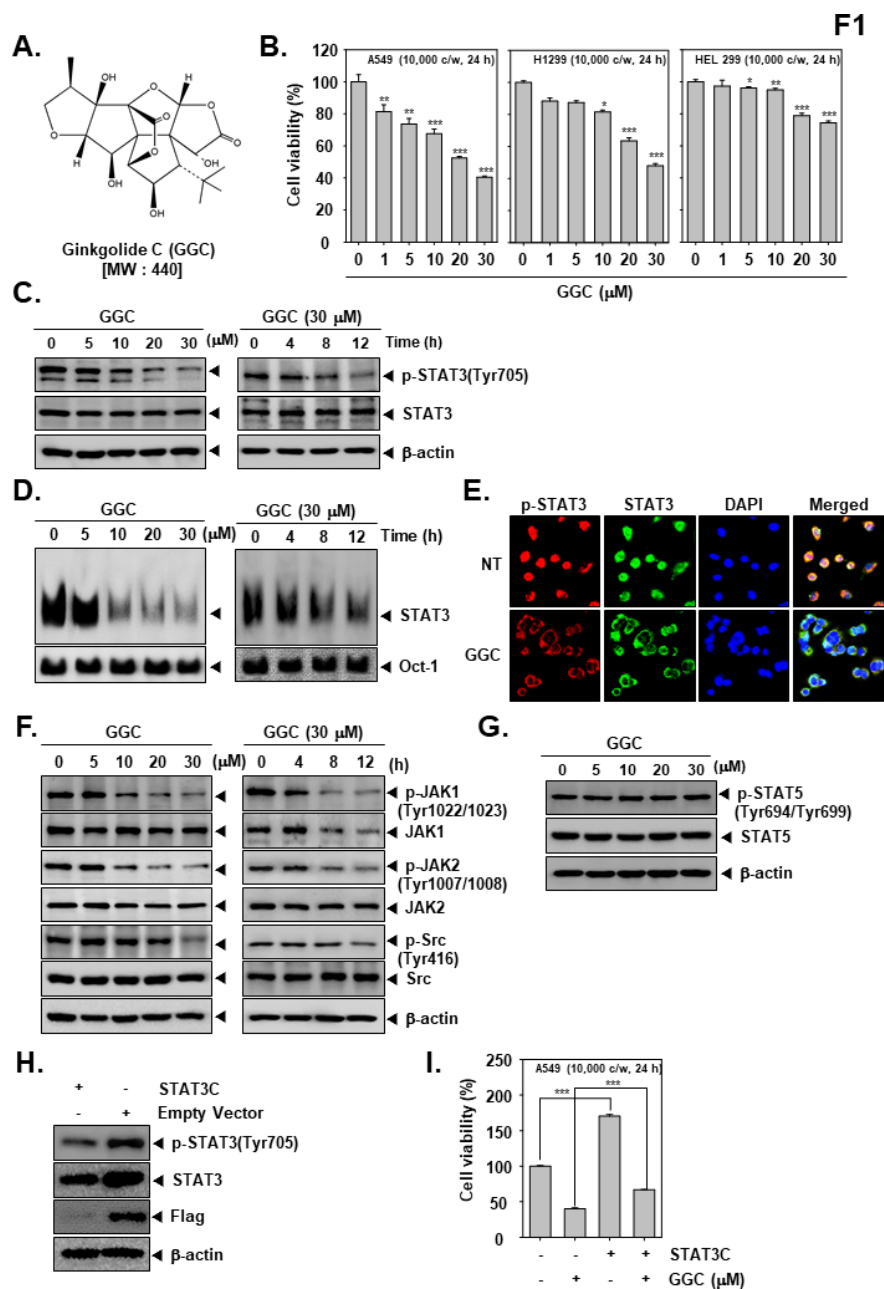 F1
A.
OH
H
O
O
O
O
O
O
H
OH
OH
OH
Ginkgolide C (GGC)
[MW : 440]
B.
Cell viability (%)
120
100
80
60
40
20
0
A549 (10,000 c/w, 24 h)
** ** *** *** ***
0 1 5 10 20 30
H1299 (10,000 c/w, 24 h)
* *** ***
0 1 5 10 20 30
HEL 299 (10,000 c/w, 24 h)
* ** *** ***
0 1 5 10 20 30
GGC (μM)
C.
GGC GGC (30 μM)
0 5 10 20 30 (μM) 0 4 8 12 Time (h)
p-STAT3(Tyr705)
STAT3
β-actin
D.
GGC GGC (30 μM)
0 5 10 20 30 (μM) 0 4 8 12 Time (h)
STAT3
Oct-1
E.
p-STAT3 STAT3 DAPI Merged
NT
GGC
F.
GGC GGC (30 μM)
0 5 10 20 30 (μM) 0 4 8 12 (h)
p-JAK1
(Tyr1022/1023)
JAK1
p-JAK2
(Tyr1007/1008)
JAK2
p-Src
(Tyr416)
Src
β-actin
G.
GGC
0 5 10 20 30 (μM)
p-STAT5
(Tyr694/Tyr699)
STAT5
β-actin
H.
+ - STAT3C
- + Empty Vector
p-STAT3(Tyr705)
STAT3
Flag
β-actin
I.
Cell viability (%)
250
200
150
100
50
0
A549 (10,000 c/w, 24 h)
*** ***
- - + + STAT3C
- + - + GGC (μM)